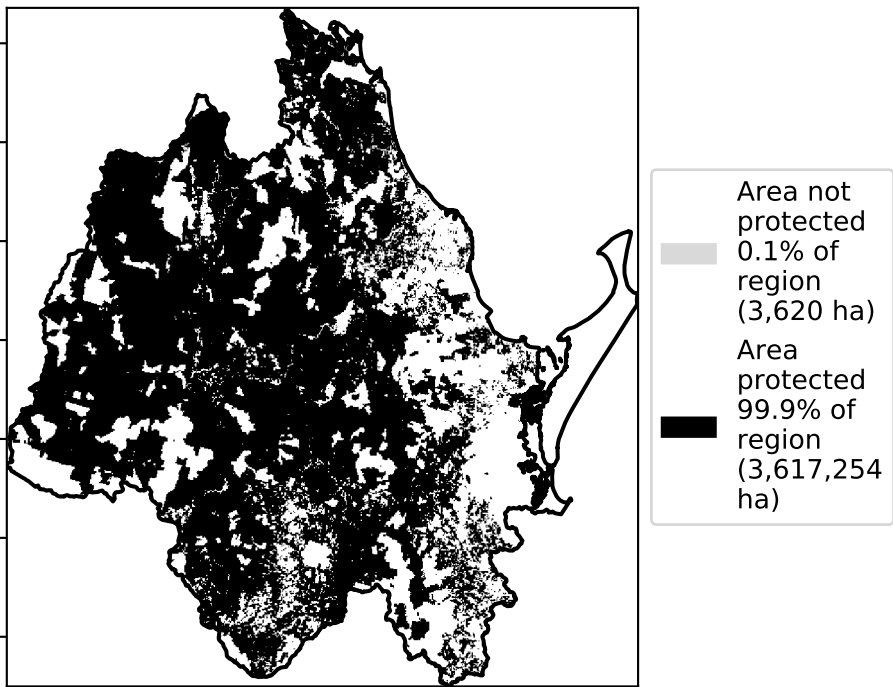 Area not
protected
0.1% of
region
(3,620 ha)
Area
protected
99.9% of
region
(3,617,254
ha)